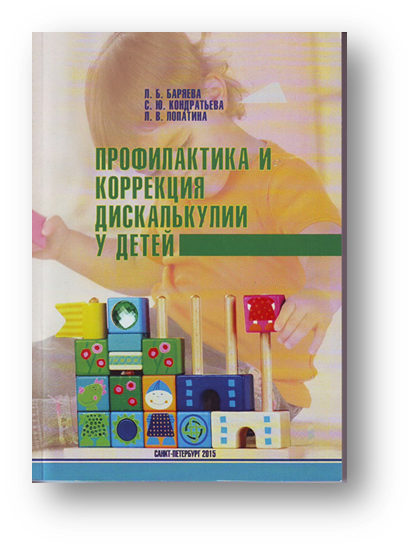 Л. Б. БАРЯЕВА
С. Ю. КОНДРАТЬЕВА
Л. В. ЛОПАТИНА
ПРОФИЛАКТИКА И
КОРРЕКЦИЯ
ДИСКАЛЬКУЛИИ
У ДЕТЕЙ
САНКТ-ПЕТЕРБУРГ 2015